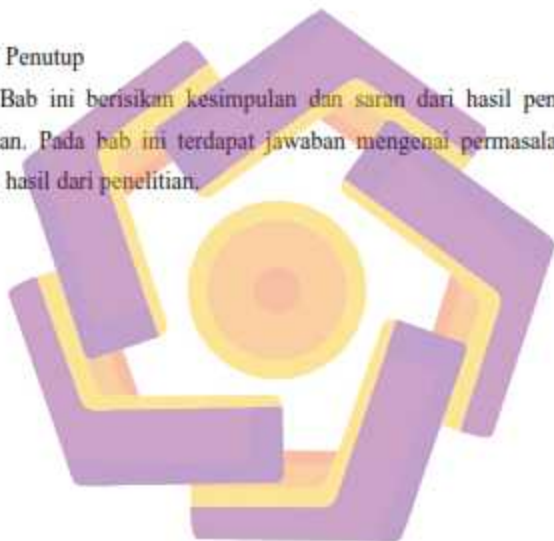 Penutup
Bab ini berisikan kesimpulan dan saran dari hasil pen
an. Pada bab ini terdapat jawaban mengenai permasala
hasil dari penelitian.